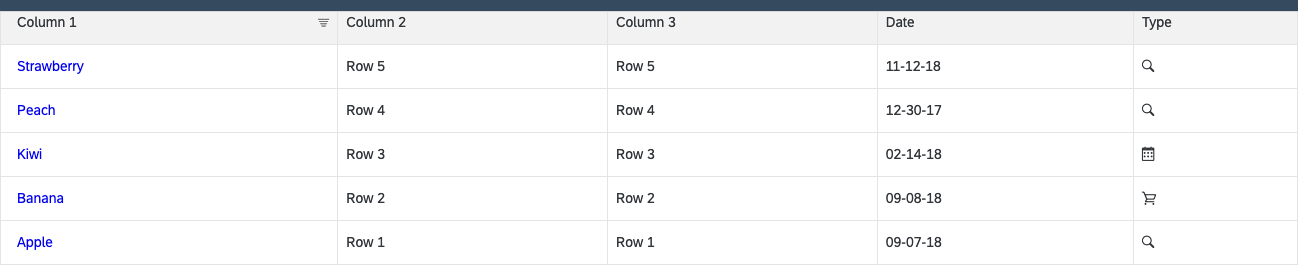 Column 1 Column 2 Column 3 Date Type
Strawberry Row 5 Row 5 11-12-18
Peach Row 4 Row 4 12-30-17
Kiwi Row 3 Row 3 02-14-18
Banana Row 2 Row 2 09-08-18
Apple Row 1 Row 1 09-07-18